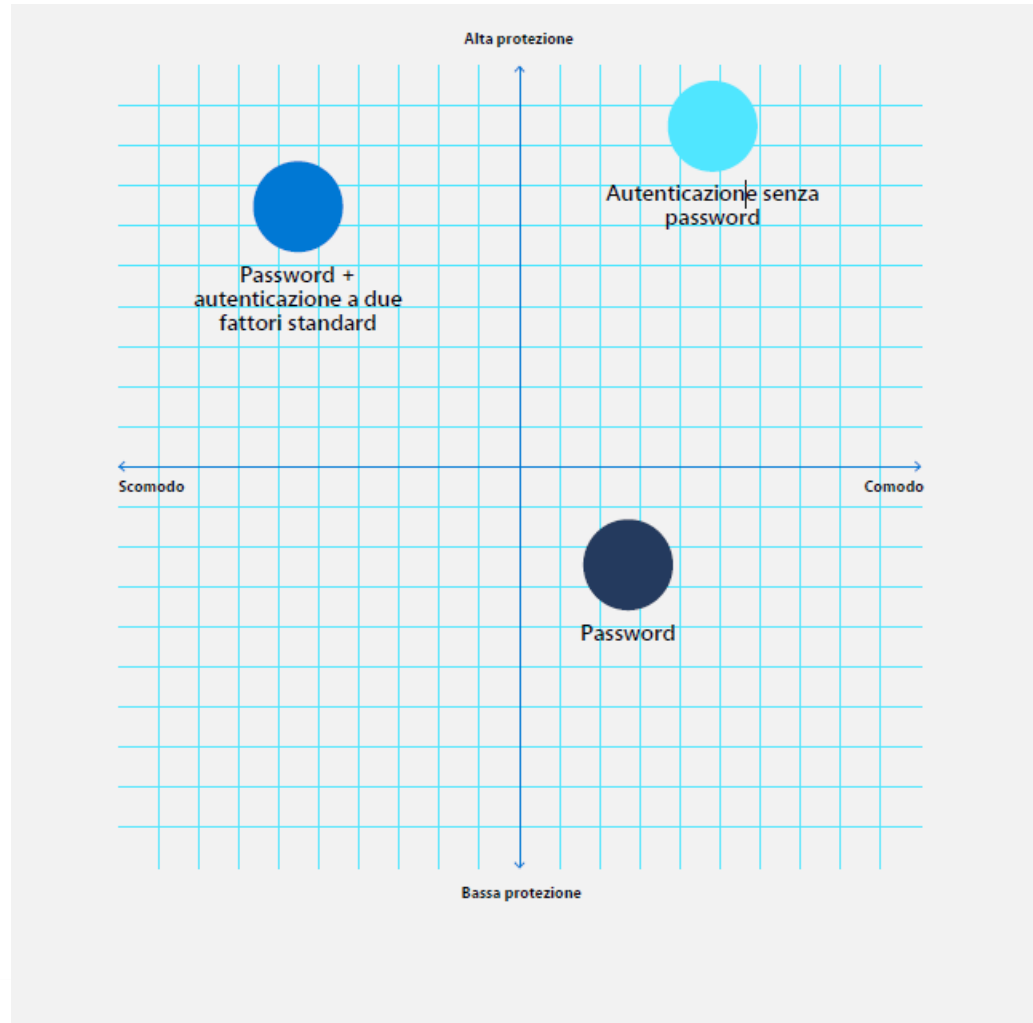 Alta protezione
Autenticazione senza
password
Password +
autenticazione a due
fattori standard
Scomodo
Comodo
Password
Bassa protezione